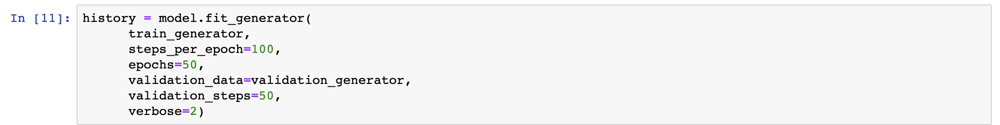 In [11]: history = model.fit_generator(
      train_generator,
      steps_per_epoch=100,
      epochs=50,
      validation_data=validation_generator,
      validation_steps=50,
      verbose=2)